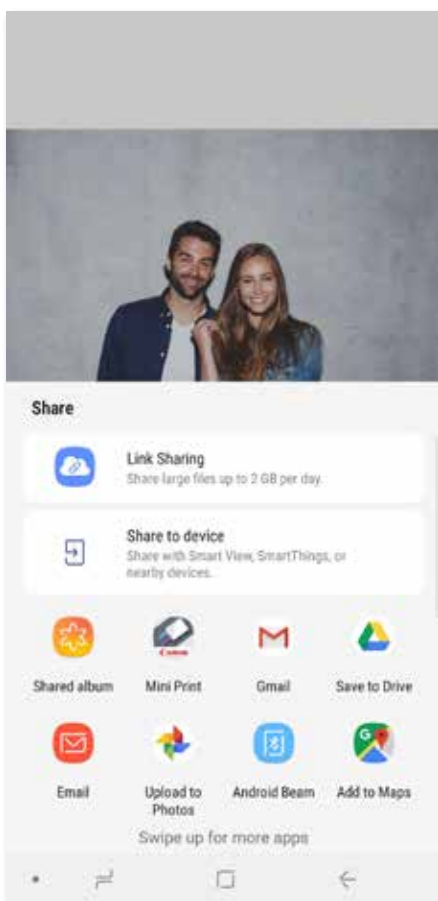 Share
Link Sharing
Share large files up to 2 GB per day.
Share to device
Share with Smart View, SmartThings, or
nearby devices.
Canon
Shared album
Mini Print
Gmail
Save to Drive
G
Email
Upload to
Photos
Android Beam
Add to Maps
Swipe up for more apps